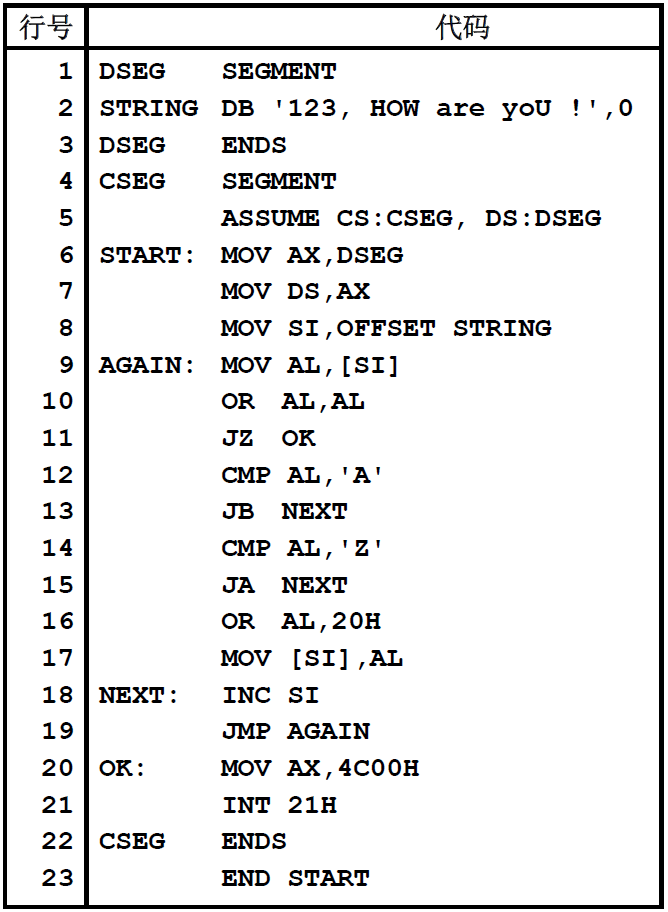 行号 代码
1 DSEG SEGMENT
2 STRING DB '123, HOW are yoU !',0
3 DSEG ENDS
4 CSEG SEGMENT
5 ASSUME CS:CSEG, DS:DSEG
6 START: MOV AX,DSEG
7 MOV DS,AX
8 MOV SI,OFFSET STRING
9 AGAIN: MOV AL,[SI]
10 OR AL,AL
11 JZ OK
12 CMP AL,'A'
13 JB NEXT
14 CMP AL,'Z'
15 JA NEXT
16 OR AL,20H
17 MOV [SI],AL
18 NEXT: INC SI
19 JMP AGAIN
20 OK: MOV AX,4C00H
21 INT 21H
22 CSEG ENDS
23 END START